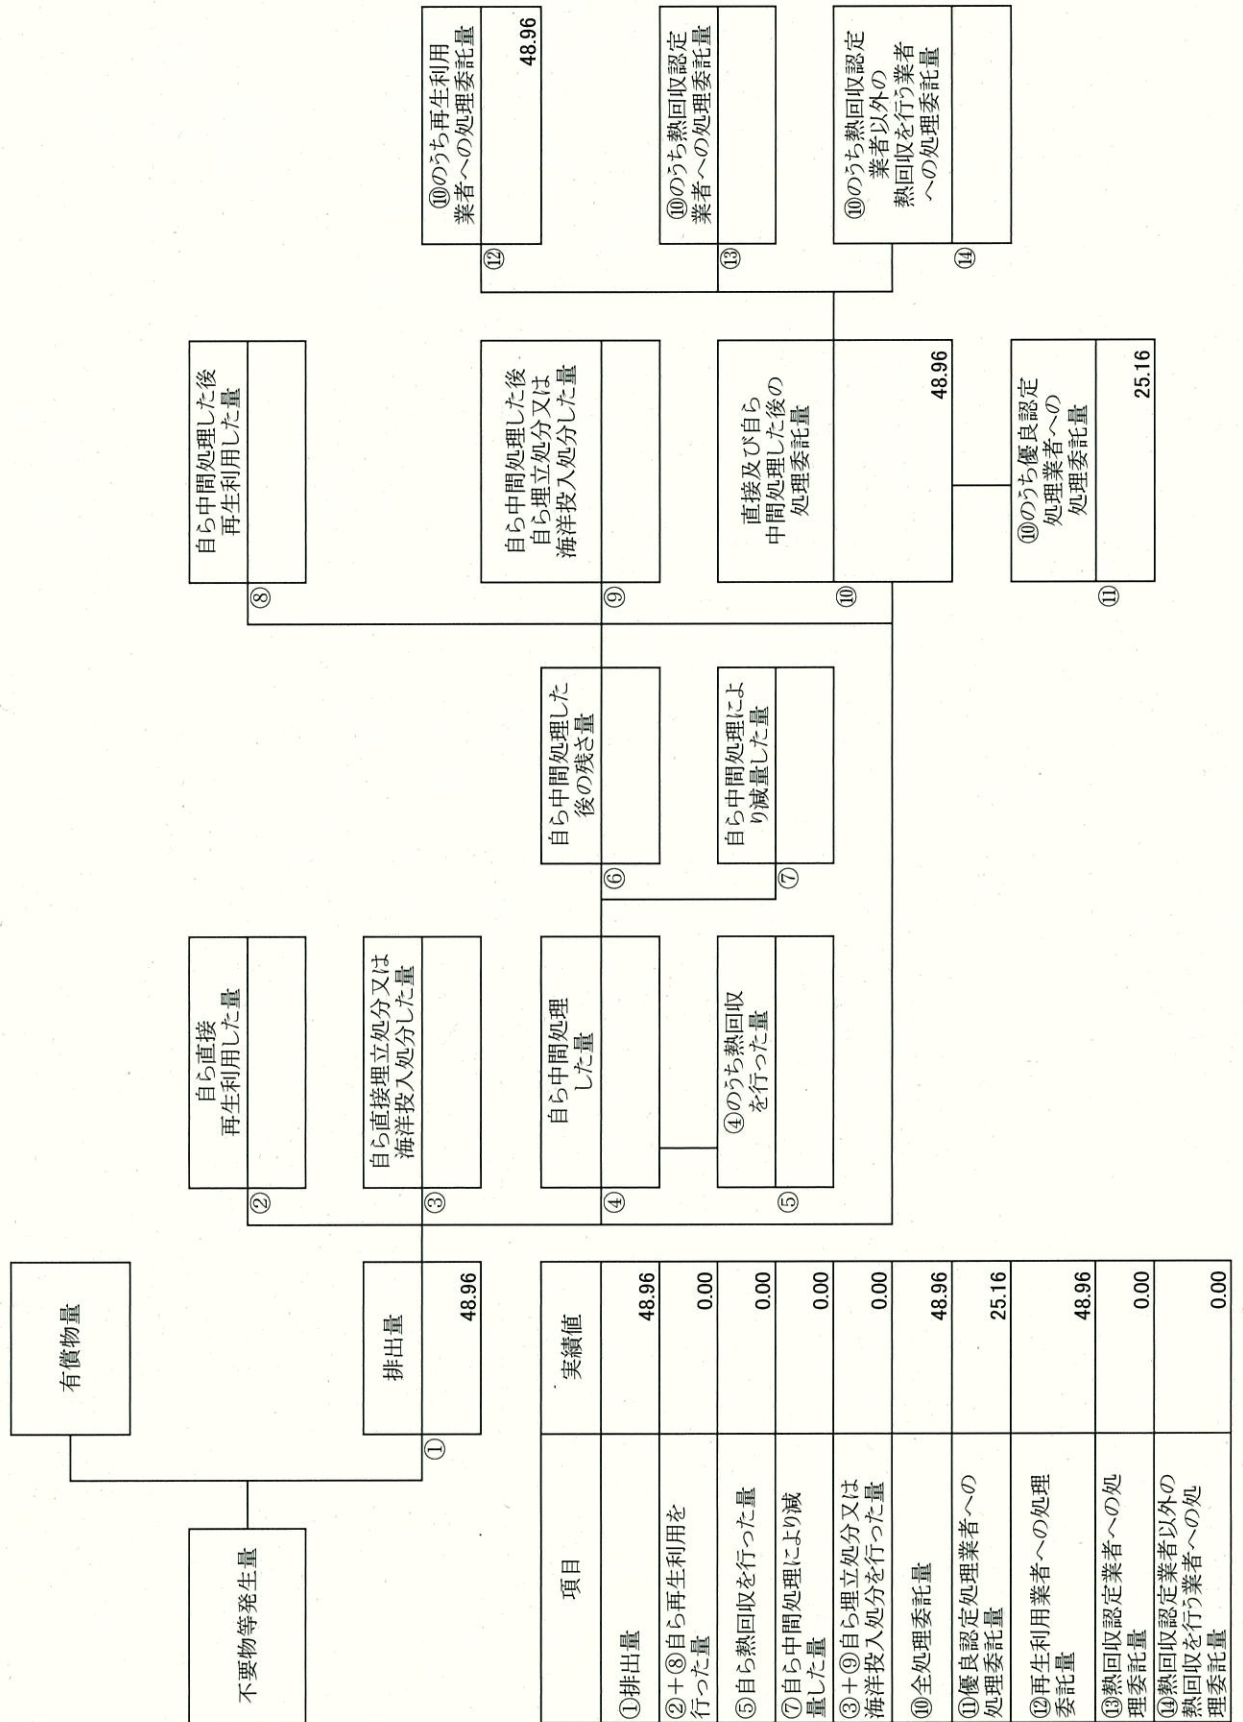 不要物等発生量
有償物量
①
排出量
48.96
②
自ら直接
再生利用した量
③
自ら直接埋立処分又は
海洋投入処分した量
④
自ら中間処理
した量
⑤
④のうち熱回収
を行った量
⑥
自ら中間処理した
後の残さ量
⑦
自ら中間処理によ
り減量した量
⑧
自ら中間処理した後
再生利用した量
⑨
自ら中間処理した後
自ら埋立処分又は
海洋投入処分した量
⑩
直接及び自ら
中間処理した後の
処理委託量
48.96
⑪
⑩のうち優良認定
処理業者への
処理委託量
25.16
⑫
⑩のうち再生利用
業者への処理委託量
48.96
⑬
⑩のうち熱回収認定
業者への処理委託量
⑭
⑩のうち熱回収認定
業者以外の
熱回収を行う業者
への処理委託量
項目 実績値
①排出量 48.96
②+⑧自ら再生利用を
行った量 0.00
⑤自ら熱回収を行った量 0.00
⑦自ら中間処理により減
量した量 0.00
③+⑨自ら埋立処分又は
海洋投入処分を行った量 0.00
⑩全処理委託量 48.96
⑪優良認定処理業者への
処理委託量 25.16
⑫再生利用業者への処理
委託量 48.96
⑬熱回収認定業者への処
理委託量 0.00
⑭熱回収認定業者以外の
熱回収を行う業者への処
理委託量 0.00